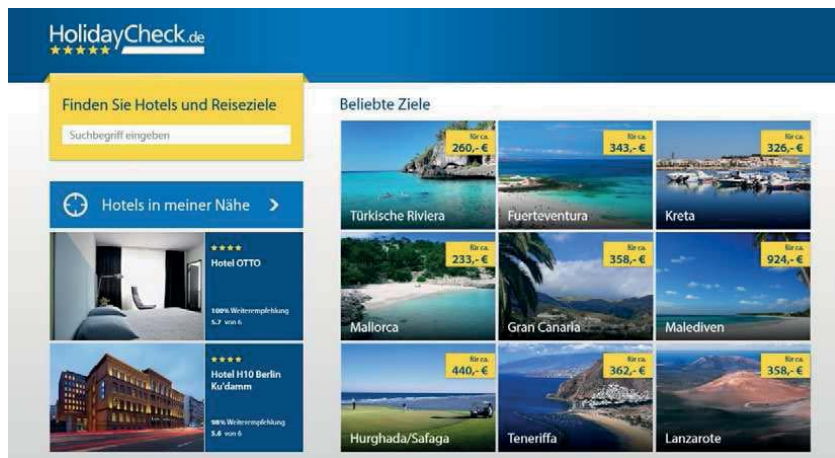 HolidayCheck.de
Finden Sie Hotels und Reiseziele
Suchbegriff eingeben
Hotels in meiner Nähe
Hotel OTTO
100% Weiterempfehlung
5.7 von 6
Hotel H10 Berlin
Ku'damm
98% Weiterempfehlung
5.6 von 6
Beliebte Ziele
für ca.
260,- €
Türkische Riviera
für ca.
343,- €
Fuerteventura
für ca.
326,- €
Kreta
für ca.
233,- €
Mallorca
für ca.
358,- €
Gran Canaria
für ca.
924,- €
Malediven
für ca.
440,- €
Hurghada/Safaga
für ca.
362,- €
Teneriffa
für ca.
358,- €
Lanzarote